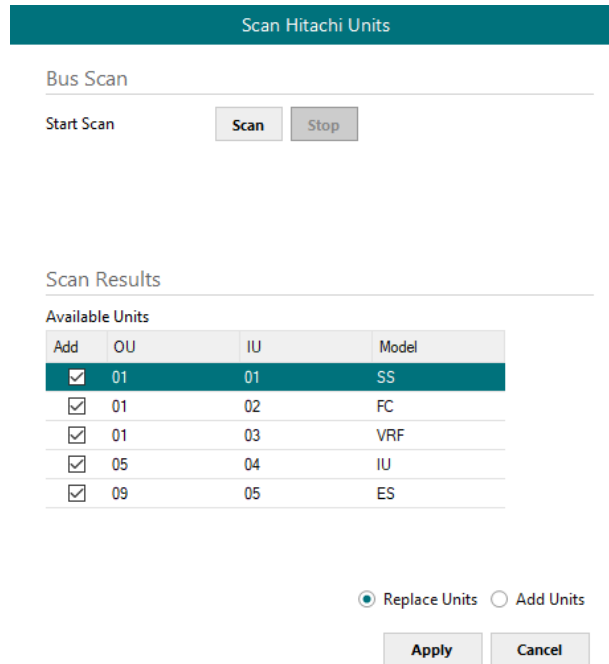 Scan Hitachi Units
Bus Scan
Start Scan Scan Stop
Scan Results
Available Units
Add OU IU Model
01 01 SS
01 02 FC
01 03 VRF
05 04 IU
09 05 ES
Replace Units Add Units
Apply Cancel